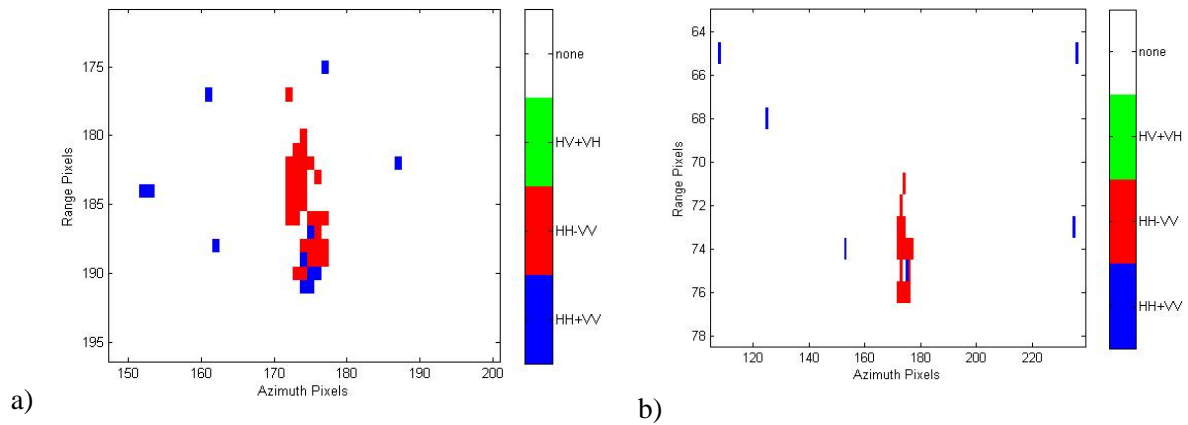 175
180
185
190
195
150
160
170
180
190
200
Range Pixels
Azimuth Pixels
none
HV+VH
HH-VV
HH+VV
a)
64
66
68
70
72
74
76
78
120
140
160
180
200
220
Range Pixels
Azimuth Pixels
none
HV+VH
HH-VV
HH+VV
b)